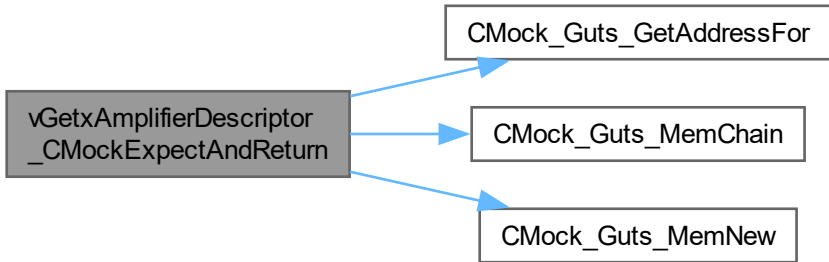 CMock_Guts_GetAddressFor
vGetxAmplifierDescriptor
_CMockExpectAndReturn
CMock_Guts_MemChain
CMock_Guts_MemNew